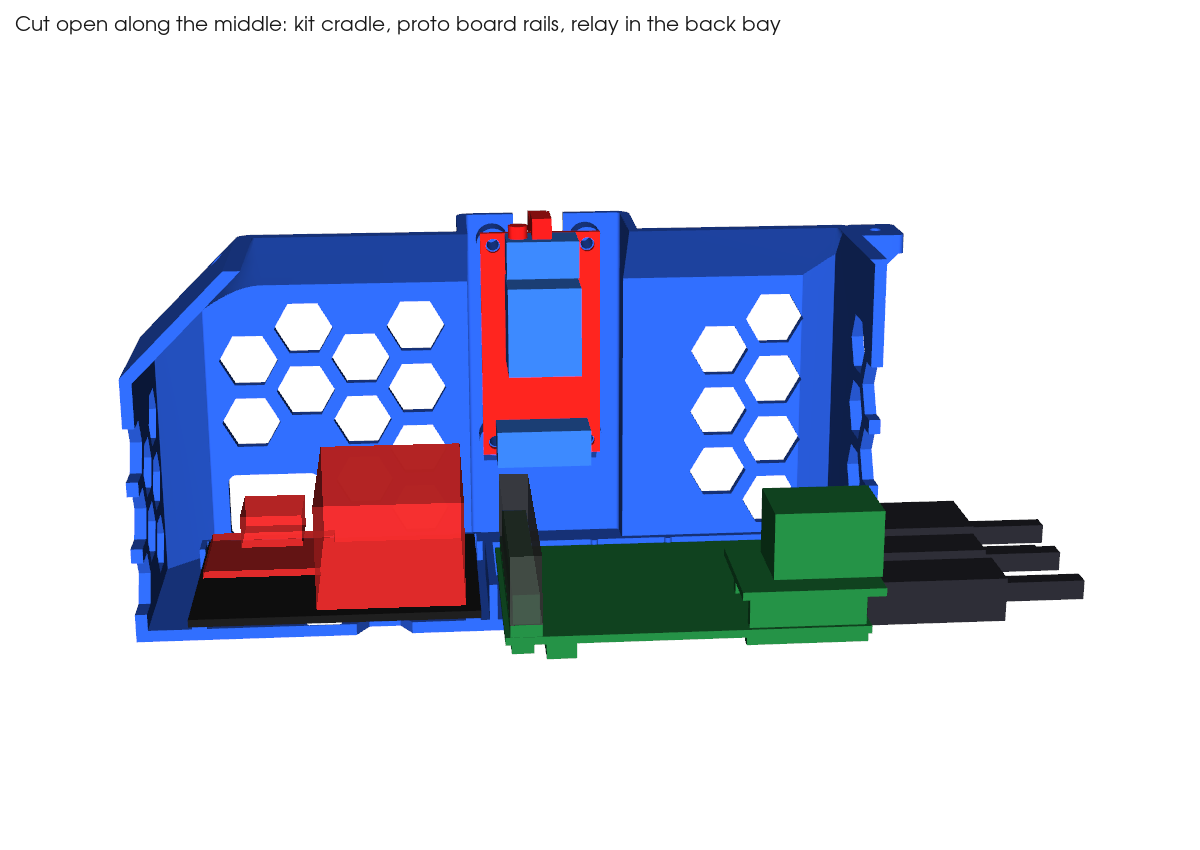 Cut open along the middle: kit cradle, proto board rails, relay in the back bay